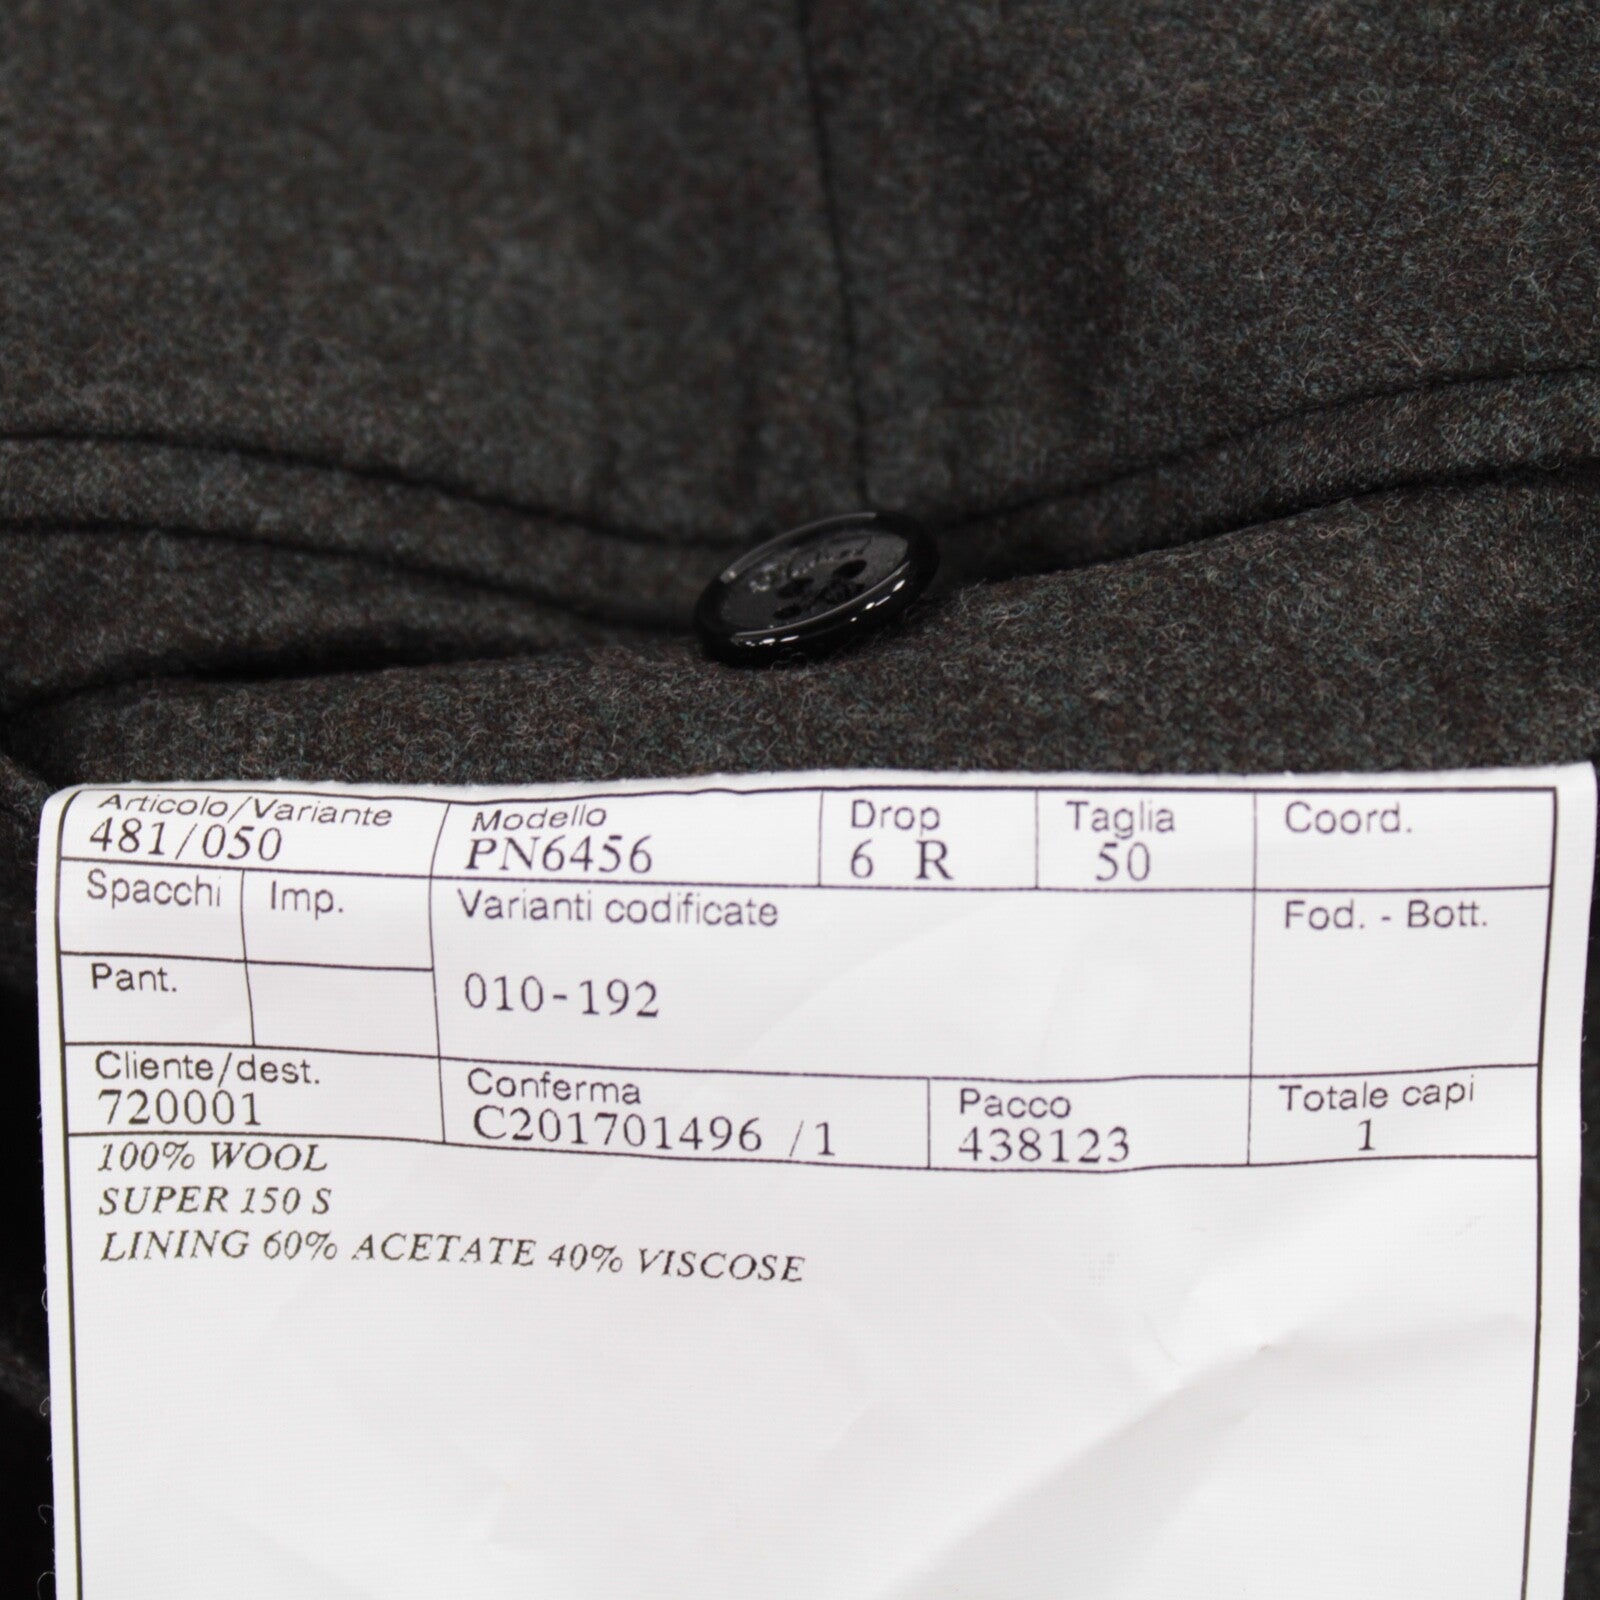 Articolo/Variante Modello Drop Taglia Coord.
481/050 PN6456 6 R 50
Spacchi Imp. Varianti codificate Fod. - Bott.
Pant. 010-192
Cliente/dest. Conferma Pacco Totale capi
720001 C201701496 /1 438123 1
100% WOOL
SUPER 150 S
LINING 60% ACETATE 40% VISCOSE